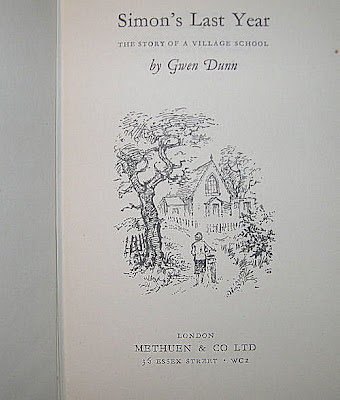 Simon's Last Year
THE STORY OF A VILLAGE SCHOOL
by Gwen Dunn
LONDON
METHUEN & CO LTD
36 ESSEX STREET · WC2